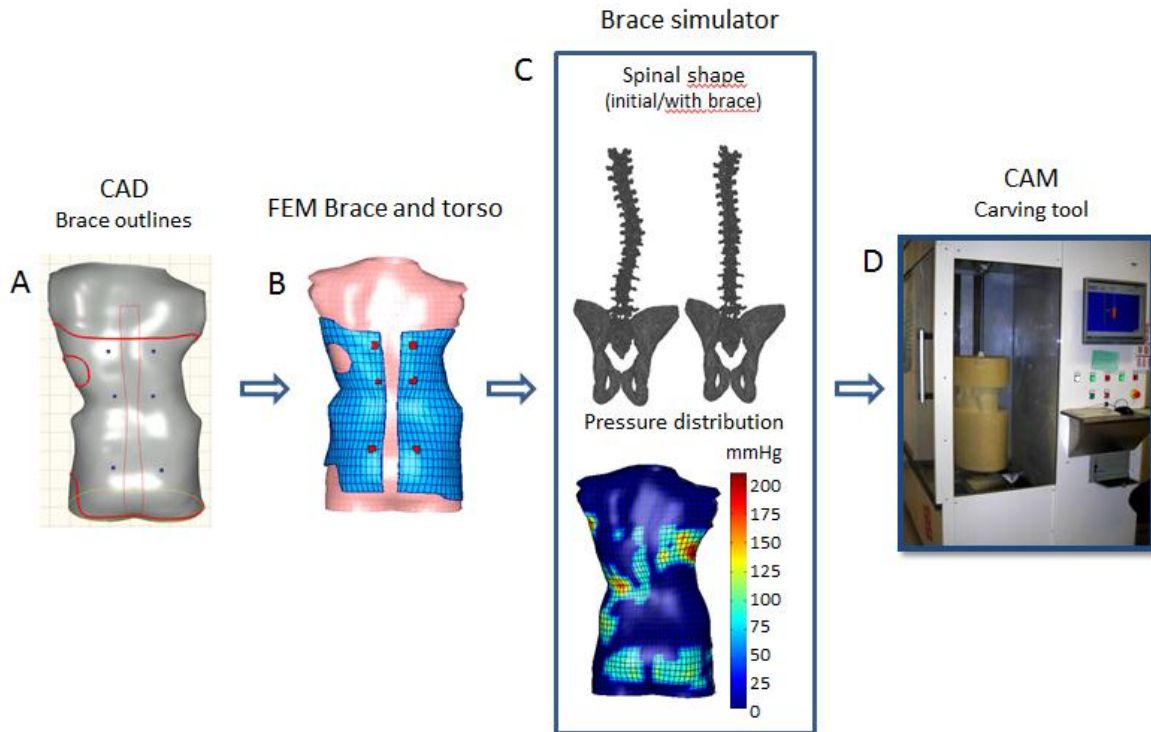 Brace simulator
C
Spinal shape
(initial/with brace)
CAD
Brace outlines
FEM Brace and torso
CAM
Carving tool
A
B
D
Pressure distribution
mmHg
200
175
150
125
100
75
50
25
0